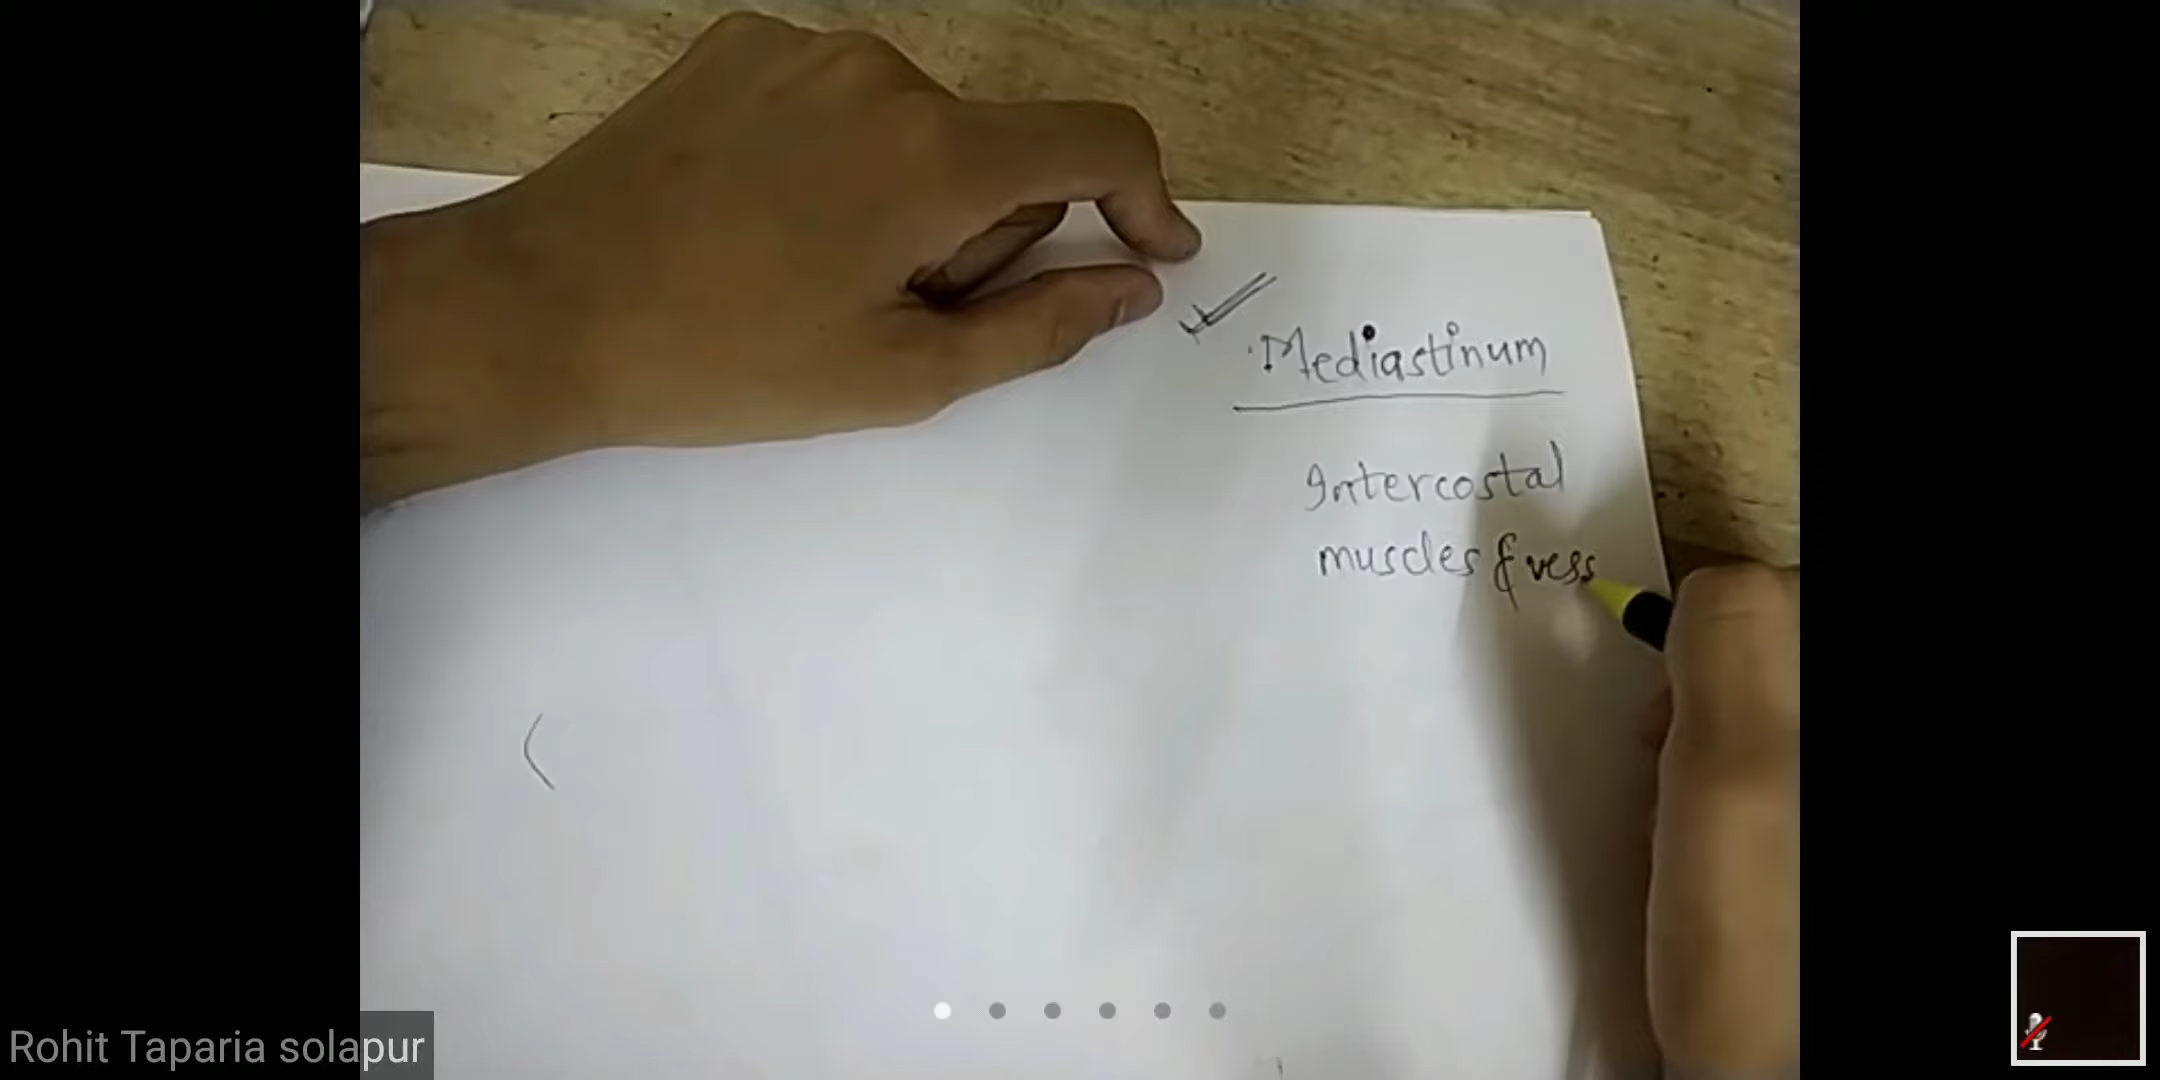 Mediastinum
Intercostal
muscles & vess
Rohit Taparia solapur